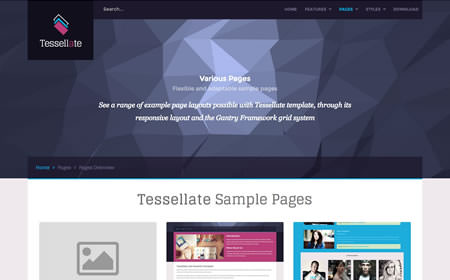 Tessellate
Search...
HOME FEATURES PAGES STYLES DOWNLOAD
Various Pages
Flexible and adaptable sample pages
See a range of example page layouts possible with Tessellate template, through its
responsive layout and the Gantry Framework grid system
Home Pages Pages Overview
Tessellate Sample Pages